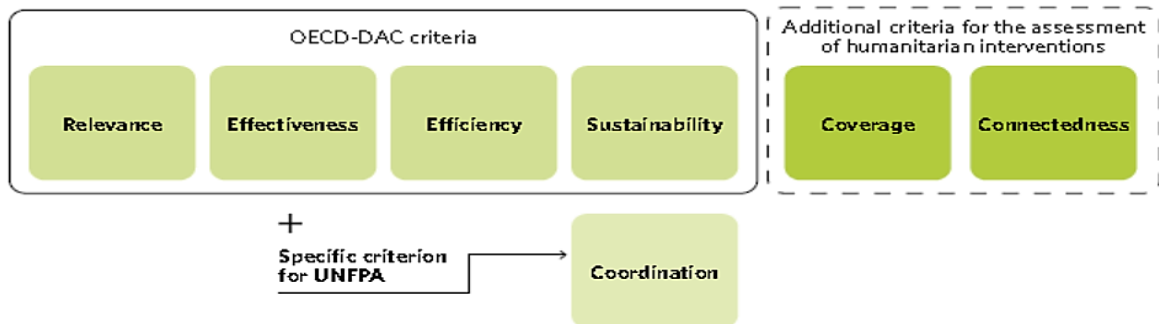 OECD-DAC criteria
Additional criteria for the assessment
of humanitarian interventions
Relevance
Effectiveness
Efficiency
Sustainability
Coverage
Connectedness
+
Specific criterion
for UNFPA
Coordination